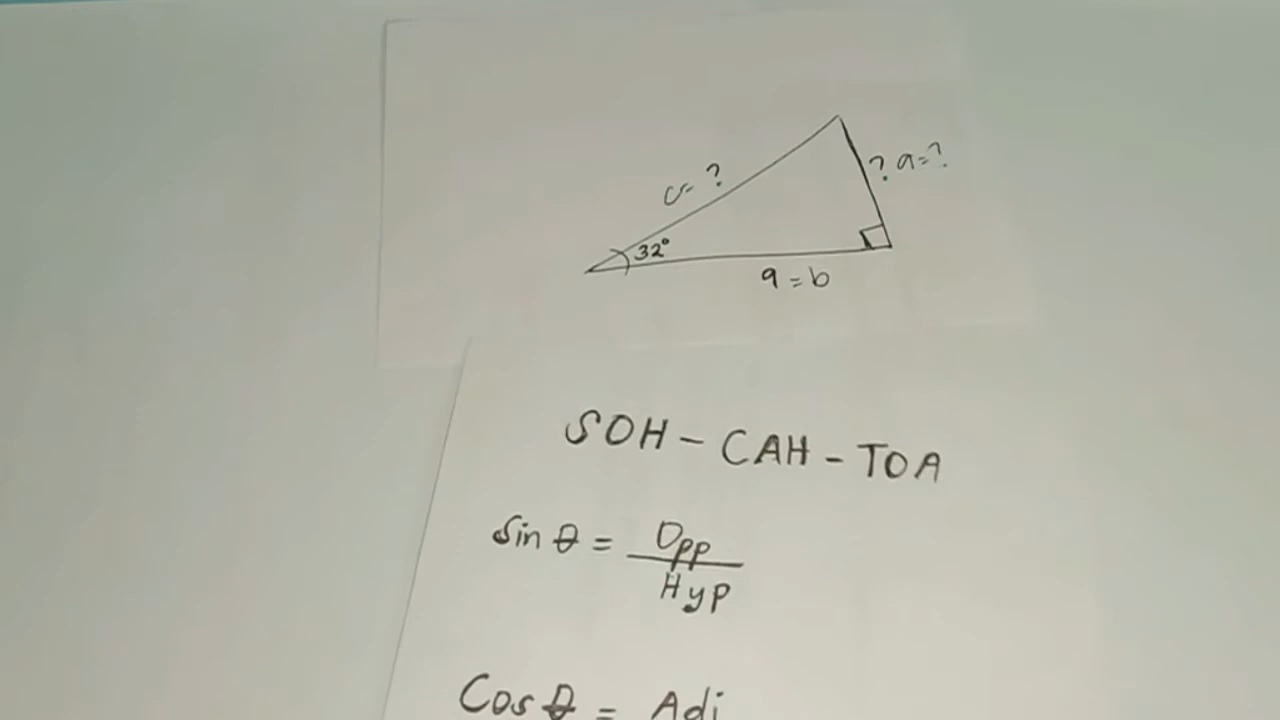 c= ?
? a=?
32°
9 = b
SOH - CAH - TOA
Sin θ = Opp
Hyp
Cos θ = Adj